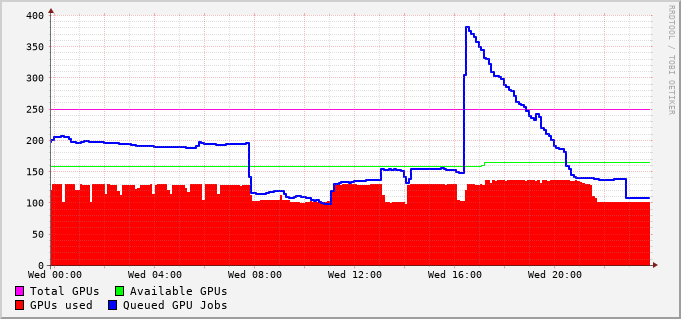 400
350
300
250
200
150
100
50
0
Wed 00:00 Wed 04:00 Wed 08:00 Wed 12:00 Wed 16:00 Wed 20:00
Total GPUs Available GPUs
GPUs used Queued GPU Jobs
RRDTOOL / TOBI OETIKER